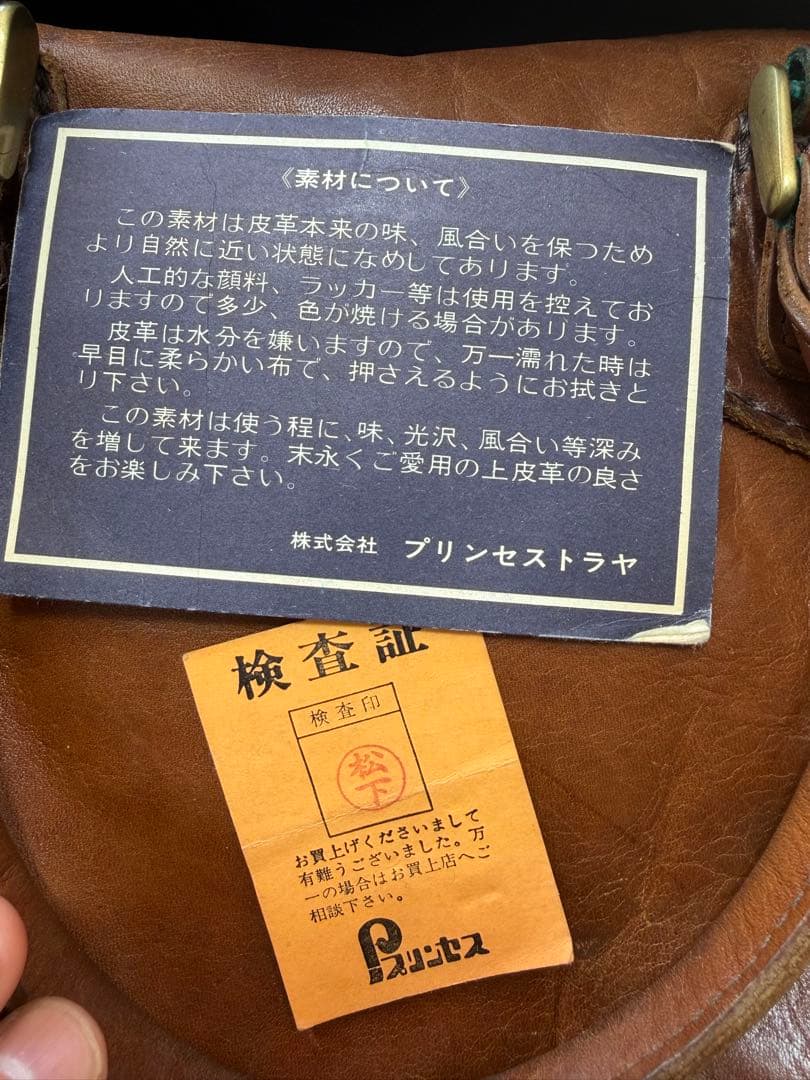 《素材について》
この素材は皮革本来の味、風合いを保つため
より自然に近い状態になめしてあります。
人工的な顔料、ラッカー等は使用を控えてお
りますので多少、色が焼ける場合があります。
皮革は水分を嫌いますので、万一濡れた時は
早目に柔らかい布で、押さえるようにお拭きと
り下さい。
この素材は使う程に、味、光沢、風合い等深み
を増して来ます。末永くご愛用の上皮革の良さ
をお楽しみ下さい。
株式会社 プリンセストラヤ
検査証
検査印
松下
お買上げくださいまして
有難うございました。万
一の場合はお買上店へご
相談下さい。
プリンセス